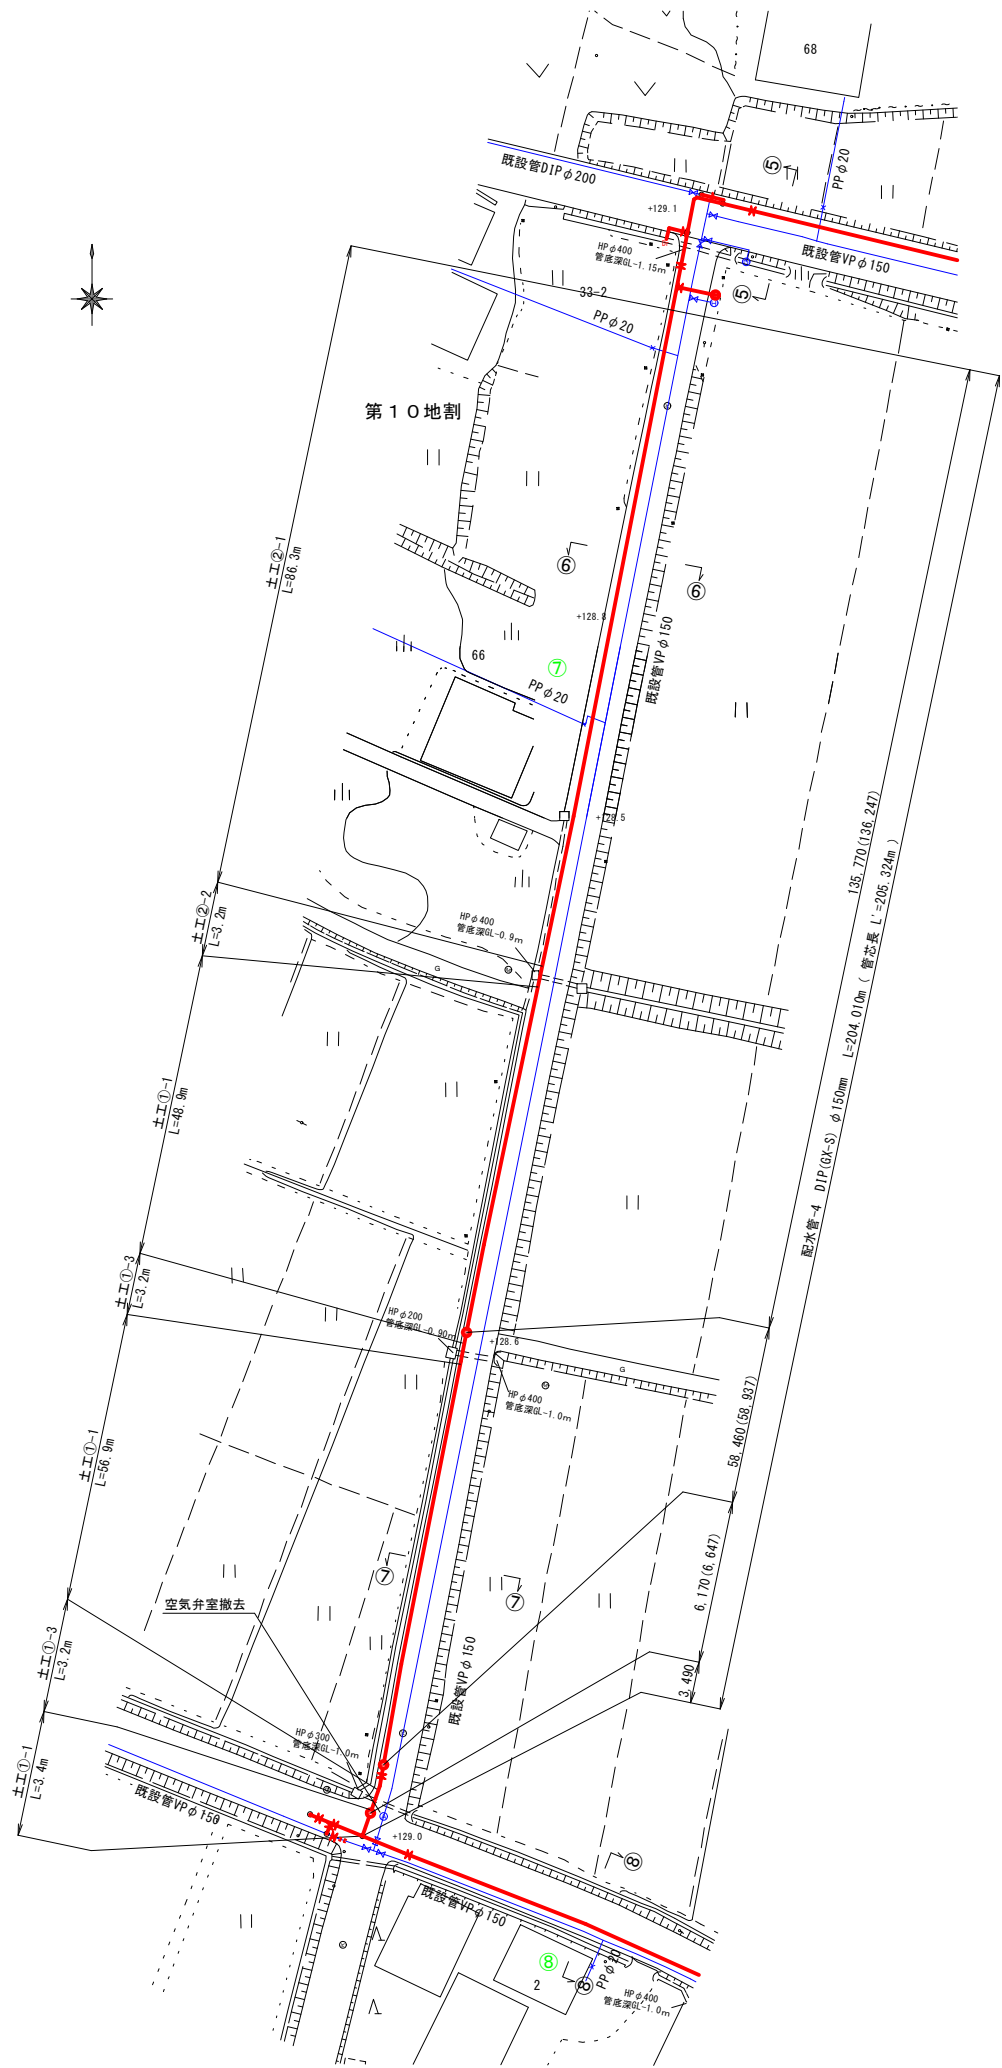 68
既設管DIPφ200
⑤
PPφ20
+129.1
HPφ400
管底深GL-1.15m
既設管VPφ150
33-2
⑤
PPφ20
第１０地割
土工②-1
L=86.3m
⑥
⑥
+128.8
66
⑦
PPφ20
既設管VPφ150
+128.5
135.770(136.247)
配水管-4 DIP(GX-S) φ150mm L=204.010m ( 管芯長 L'=205.324m )
土工②-2
L=3.2m
HPφ400
管底深GL-0.9m
G
土工①-1
L=48.9m
土工①-3
L=3.2m
HPφ200
管底深GL-0.90m
+128.6
G
HPφ400
管底深GL-1.0m
58.460(58.937)
土工①-1
L=56.9m
6.170(6.647)
⑦
⑦
空気弁室撤去
土工①-3
L=3.2m
3.490
既設管VPφ150
HPφ300
管底深GL-1.0m
土工①-1
L=3.4m
既設管VPφ150
+129.0
⑧
既設管VPφ150
⑧
2
⑧
PPφ20
HPφ400
管底深GL-1.0m